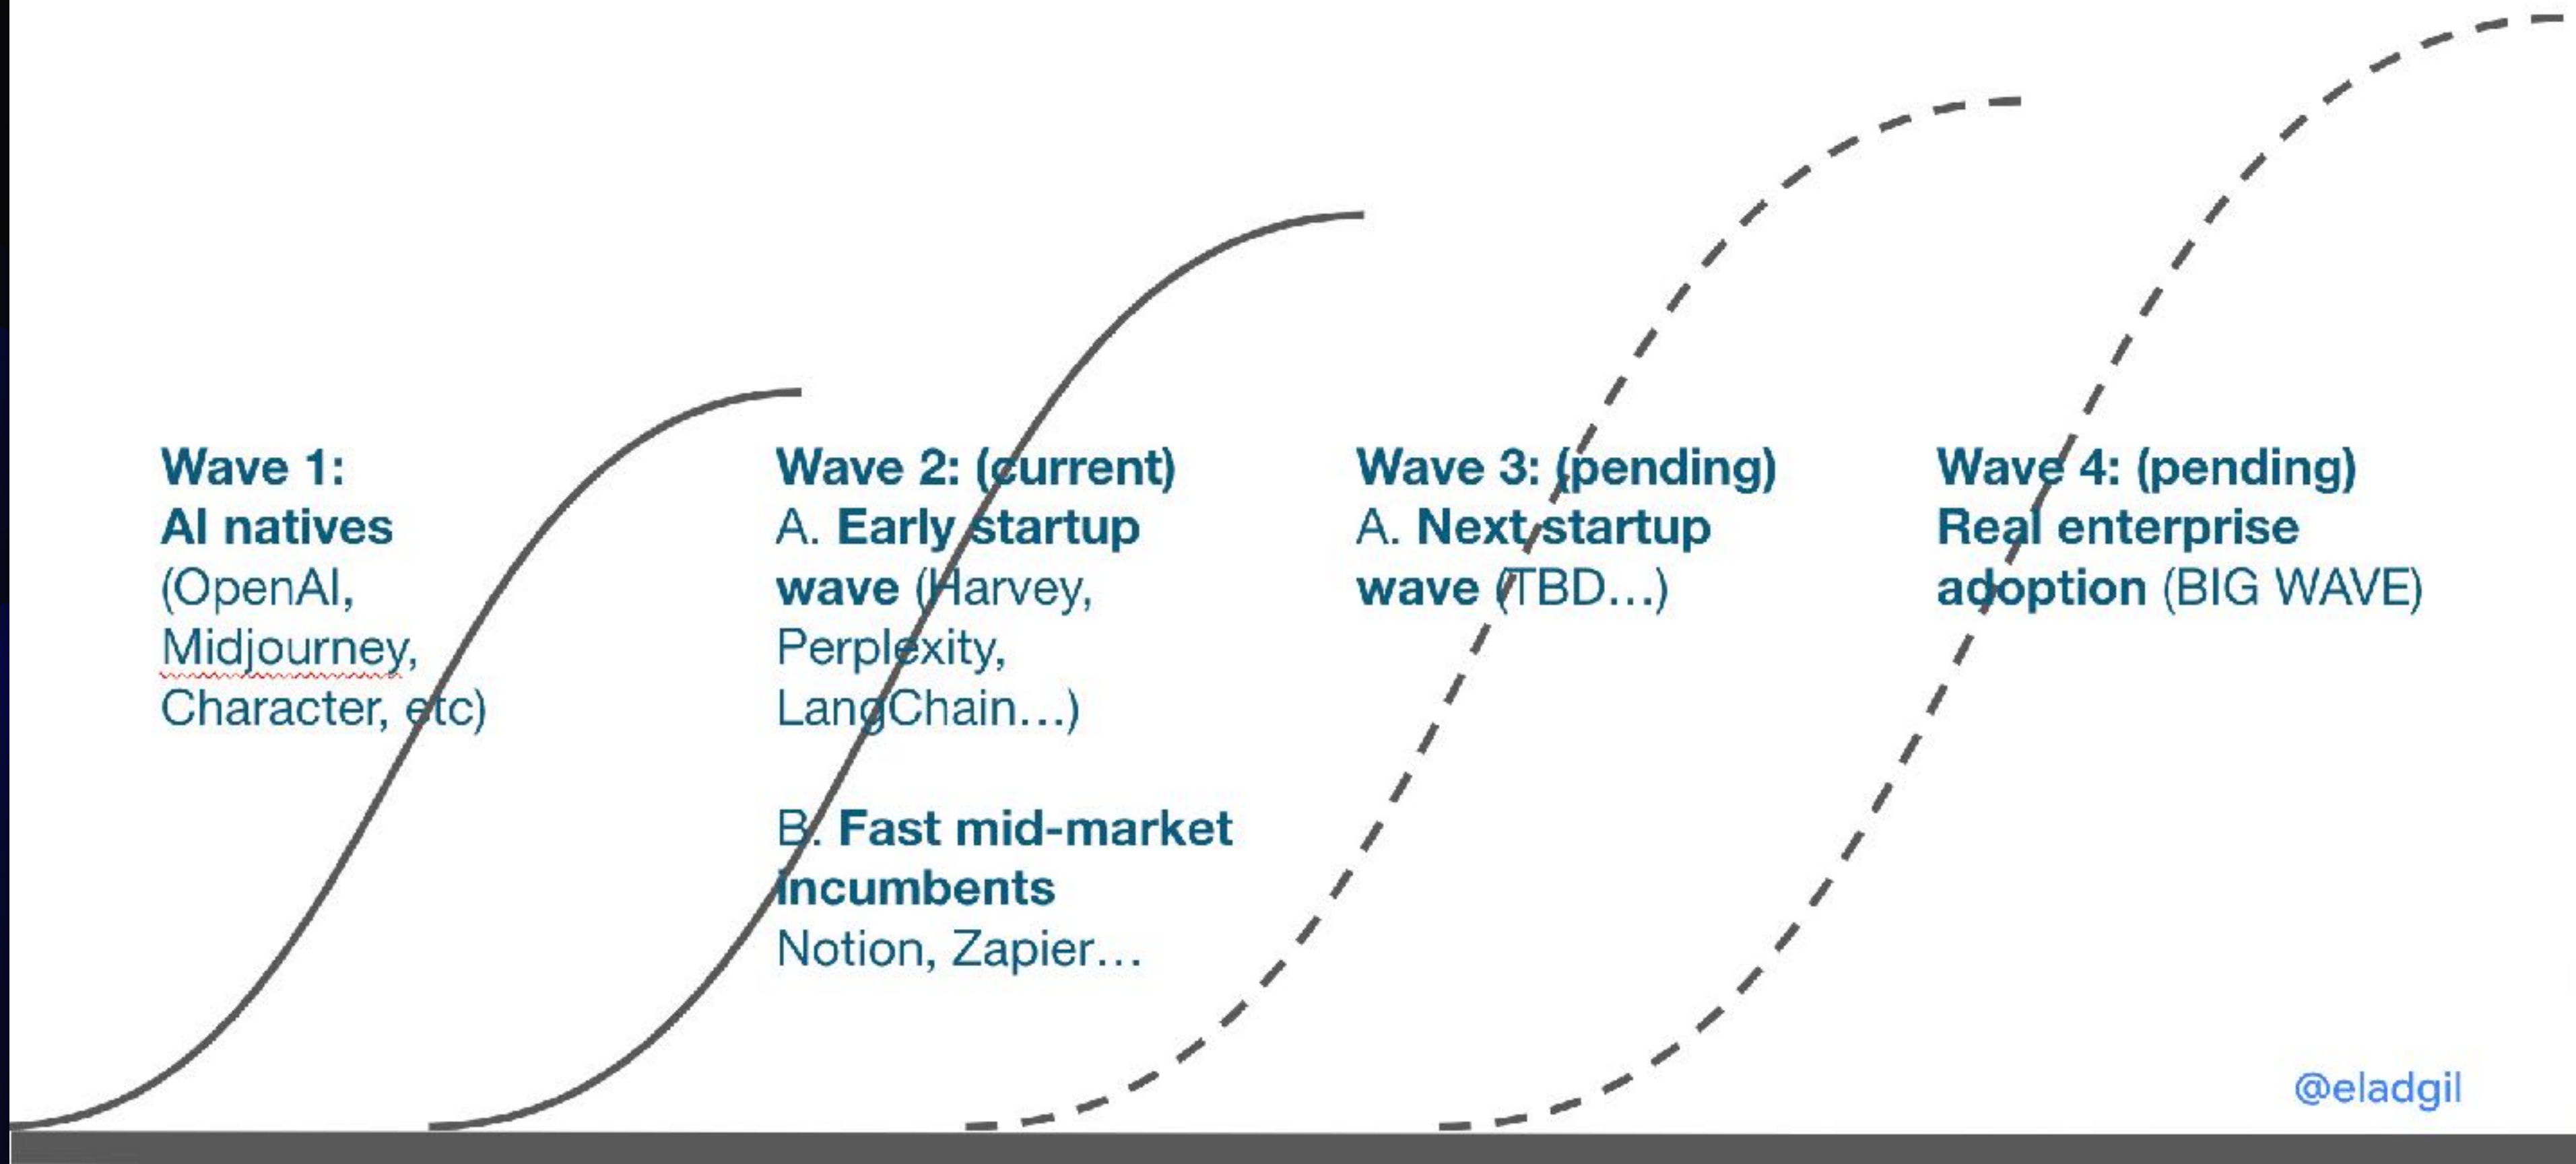 Wave 1:
AI natives
(OpenAI,
Midjourney,
Character, etc)
Wave 2: (current)
A. Early startup
wave (Harvey,
Perplexity,
LangChain...)
B. Fast mid-market
incumbents
Notion, Zapier...
Wave 3: (pending)
A. Next startup
wave (TBD...)
Wave 4: (pending)
Real enterprise
adoption (BIG WAVE)
@eladgil